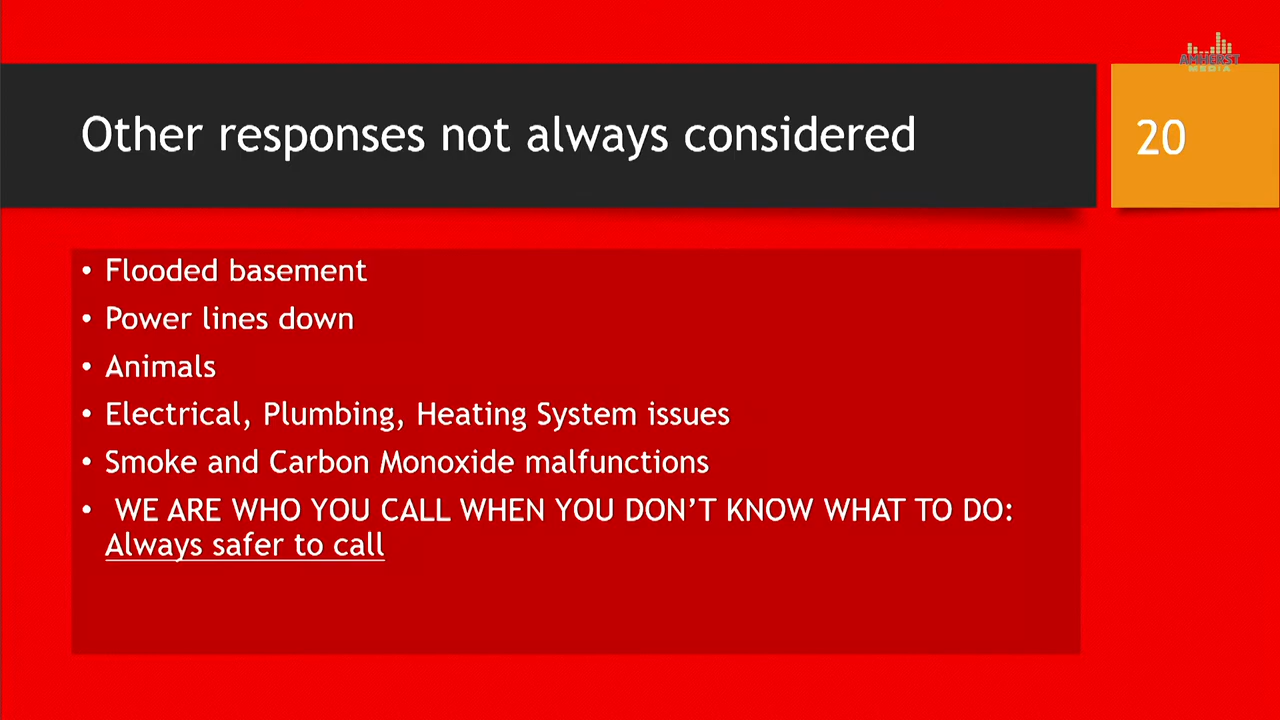 AMHERST
MEDIA
Other responses not always considered
20
• Flooded basement
• Power lines down
• Animals
• Electrical, Plumbing, Heating System issues
• Smoke and Carbon Monoxide malfunctions
• WE ARE WHO YOU CALL WHEN YOU DON’T KNOW WHAT TO DO:
Always safer to call